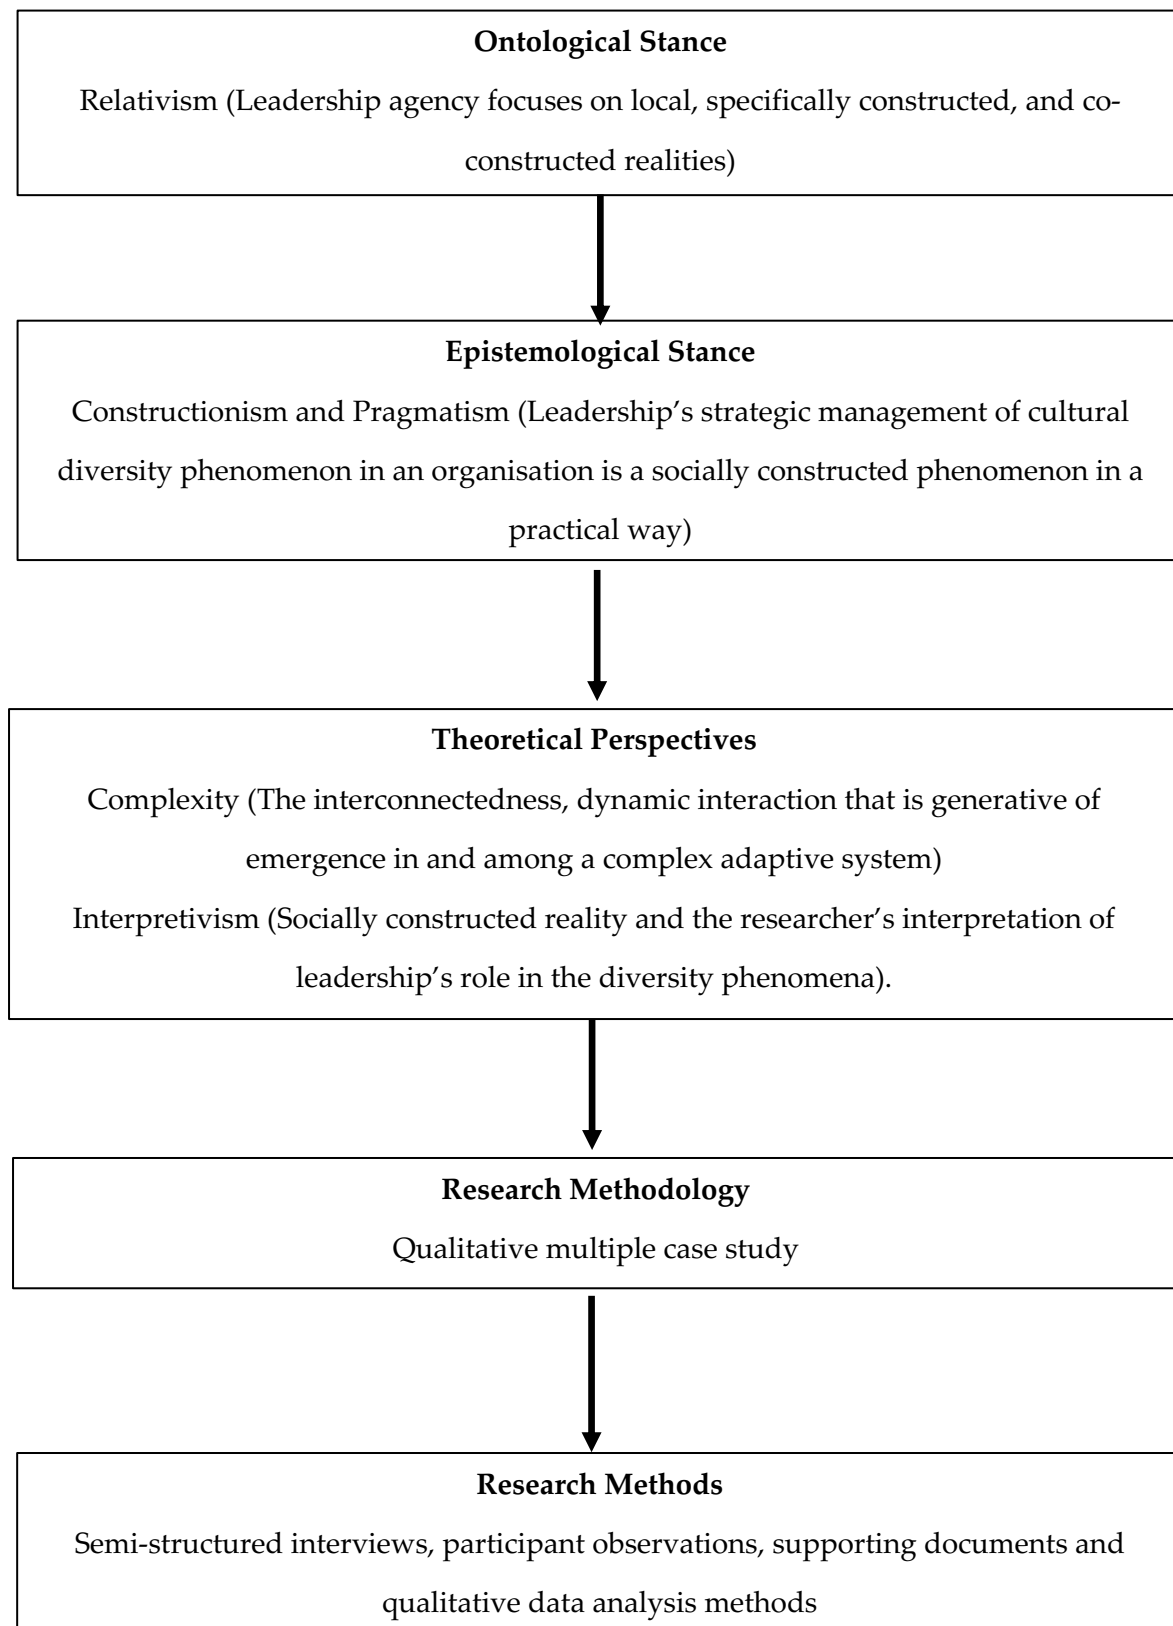 Ontological Stance
Relativism (Leadership agency focuses on local, specifically constructed, and co-
constructed realities)
Epistemological Stance
Constructionism and Pragmatism (Leadership’s strategic management of cultural
diversity phenomenon in an organisation is a socially constructed phenomenon in a
practical way)
Theoretical Perspectives
Complexity (The interconnectedness, dynamic interaction that is generative of
emergence in and among a complex adaptive system)
Interpretivism (Socially constructed reality and the researcher’s interpretation of
leadership’s role in the diversity phenomena).
Research Methodology
Qualitative multiple case study
Research Methods
Semi-structured interviews, participant observations, supporting documents and
qualitative data analysis methods